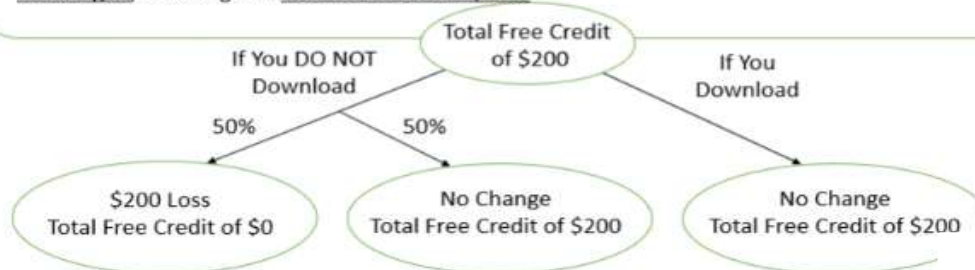 Total Free Credit
of $200
If You DO NOT
Download
If You
Download
50%
50%
$200 Loss
Total Free Credit of $0
No Change
Total Free Credit of $200
No Change
Total Free Credit of $200